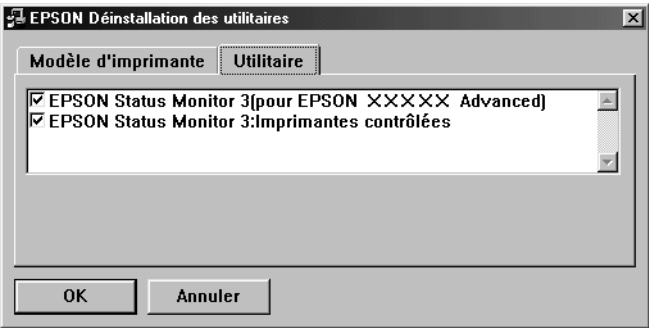 EPSON Déinstallation des utilitaires
Modèle d'imprimante Utilitaire
EPSON Status Monitor 3(pour EPSON XXXXX Advanced)
EPSON Status Monitor 3:Imprimantes contrôlées
OK Annuler